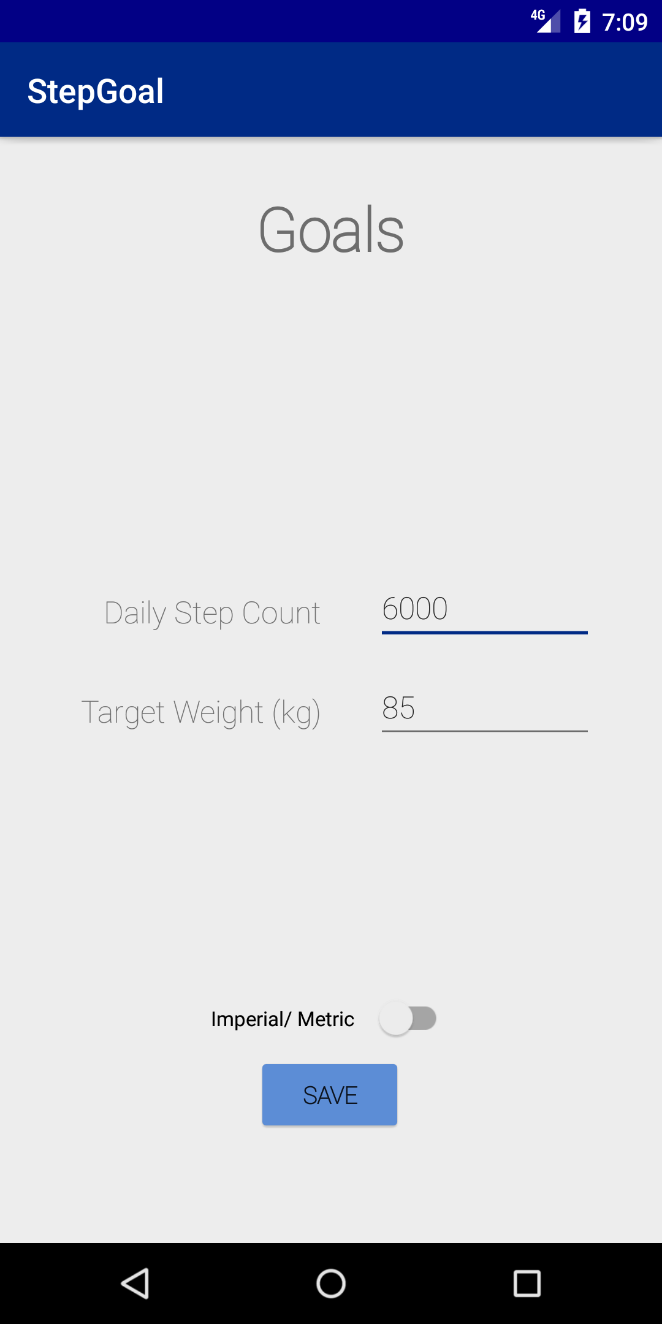 4G 7:09
StepGoal
Goals
Daily Step Count 6000
Target Weight (kg) 85
Imperial/ Metric
SAVE